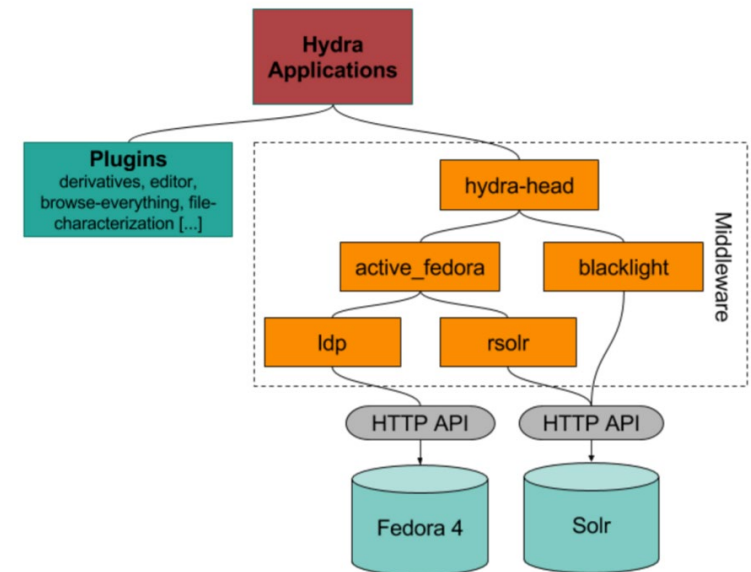 Hydra
Applications
Plugins
derivatives, editor,
browse-everything, file-
characterization [...]
hydra-head
Middleware
active_fedora
blacklight
ldp
rsolr
HTTP API
HTTP API
Fedora 4
Solr